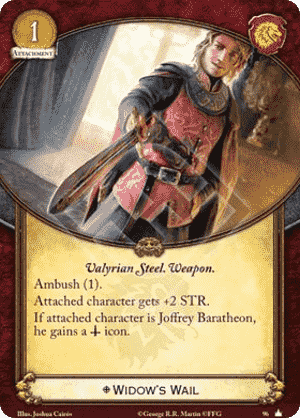 1
ATTACHMENT
Valyrian Steel. Weapon.
Ambush (1).
Attached character gets +2 STR.
If attached character is Joffrey Baratheon,
he gains a icon.
WIDOW'S WAIL
Illus. Joshua Cairós ©George R.R. Martin ©FFG 96